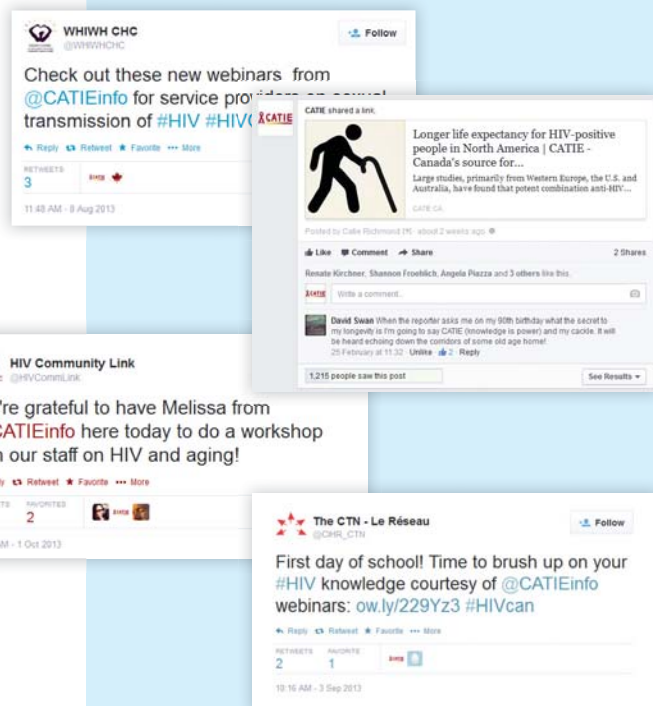 WHIWH CHC
@WHIWHCHC
Follow
Check out these new webinars from
@CATIEinfo for service providers on sexual
transmission of #HIV
Reply Retweet Favorite More
RETWEETS
3
11:48 AM - 8 Aug 2013
CATIE
CATIE shared a link.
Longer life expectancy for HIV-positive
people in North America | CATIE -
Canada's source for...
Large studies, primarily from Western Europe, the U.S. and
Australia, have found that potent combination anti-HIV...
CATIE.CA
Posted by Catie Richmond · about 2 weeks ago
Like Comment Share
2 Shares
Renate Kirchner, Shannon Froehlich, Angela Piazza and 3 others like this.
Write a comment...
David Swan When the reporter asks me on my 90th birthday what the secret to
my longevity is I'm going to say CATIE (knowledge is power) and my cackle. It will
be heard echoing down the corridors of some old age home!
25 February at 11:32 · Unlike · 2 · Reply
1,215 people saw this post
See Results
HIV Community Link
@HIVCommLink
're grateful to have Melissa from
CATIEinfo here today to do a workshop
our staff on HIV and aging!
Retweet Favorite More
FAVORITES
2
M - 1 Oct 2013
The CTN - Le Réseau
@CIHR_CTN
Follow
First day of school! Time to brush up on your
#HIV knowledge courtesy of @CATIEinfo
webinars: ow.ly/229Yz3 #HIVcan
Reply Retweet Favorite More
RETWEETS FAVORITE
2 1
10:16 AM - 3 Sep 2013